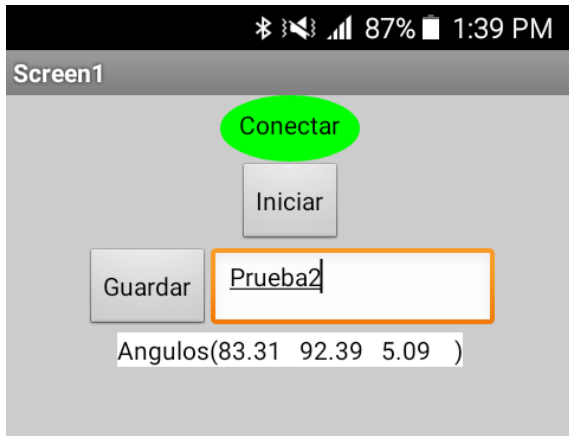 87% 1:39 PM
Screen1
Conectar
Iniciar
Guardar Prueba2
Angulos(83.31 92.39 5.09 )